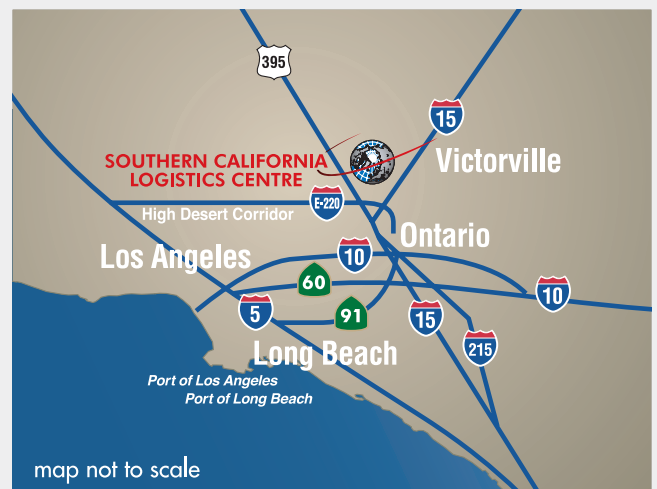 395
15
SOUTHERN CALIFORNIA
LOGISTICS CENTRE
Victorville
E-220
High Desert Corridor
Ontario
Los Angeles
10
60
10
5
91
15
Long Beach
215
Port of Los Angeles
Port of Long Beach
map not to scale